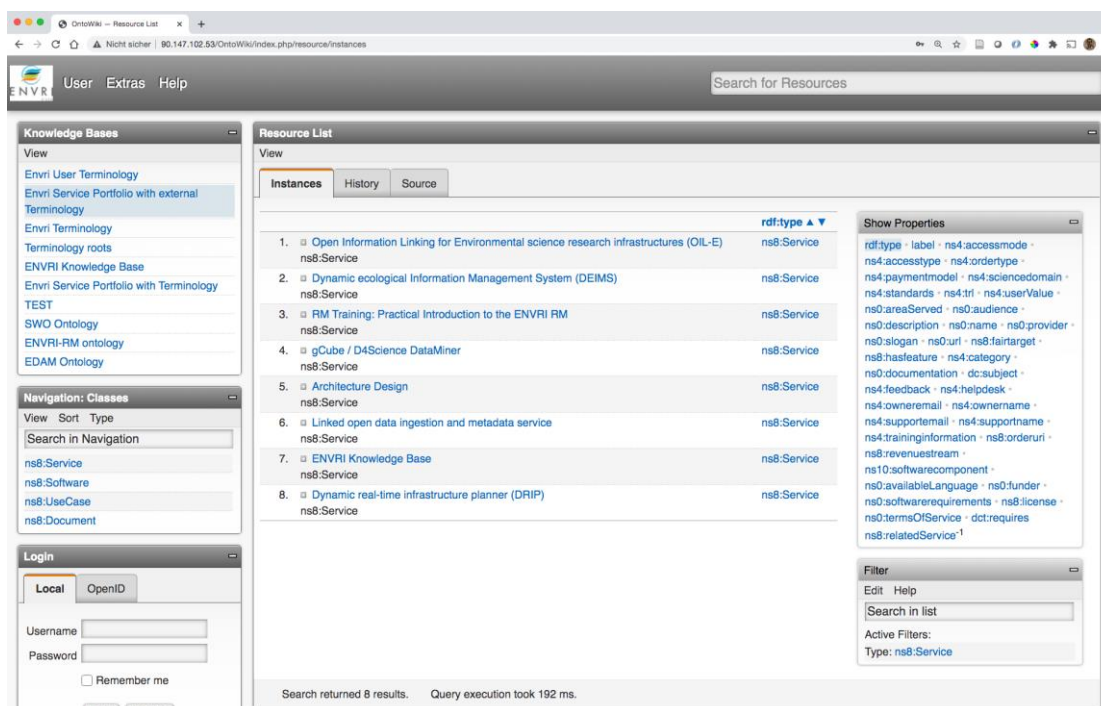 OntoWiki — Resource List
Nicht sicher | 90.147.102.53/OntoWiki/index.php/resource/instances
ENVRI
User Extras Help
Search for Resources
Knowledge Bases
View
Envri User Terminology
Envri Service Portfolio with external
Terminology
Envri Terminology
Terminology roots
ENVRI Knowledge Base
Envri Service Portfolio with Terminology
TEST
SWO Ontology
ENVRI-RM ontology
EDAM Ontology
Navigation: Classes
View Sort Type
Search in Navigation
ns8:Service
ns8:Software
ns8:UseCase
ns8:Document
Login
Local OpenID
Username
Password
Remember me
Resource List
View
Instances History Source
rdf:type ▲ ▼
1. Open Information Linking for Environmental science research infrastructures (OIL-E) ns8:Service
ns8:Service
2. Dynamic ecological Information Management System (DEIMS) ns8:Service
ns8:Service
3. RM Training: Practical Introduction to the ENVRI RM ns8:Service
ns8:Service
4. gCube / D4Science DataMiner ns8:Service
ns8:Service
5. Architecture Design ns8:Service
ns8:Service
6. Linked open data ingestion and metadata service ns8:Service
ns8:Service
7. ENVRI Knowledge Base ns8:Service
ns8:Service
8. Dynamic real-time infrastructure planner (DRIP) ns8:Service
ns8:Service
Search returned 8 results. Query execution took 192 ms.
Show Properties
rdf:type • label • ns4:accessmode •
ns4:accesstype • ns4:ordertype •
ns4:paymentmodel • ns4:sciencedomain •
ns4:standards • ns4:trl • ns4:userValue •
ns0:areaServed • ns0:audience •
ns0:description • ns0:name • ns0:provider •
ns0:slogan • ns0:url • ns8:fairtarget •
ns8:hasfeature • ns4:category •
ns0:documentation • dc:subject •
ns4:feedback • ns4:helpdesk •
ns4:owneremail • ns4:ownername •
ns4:supportemail • ns4:supportname •
ns4:traininginformation • ns8:orderuri •
ns8:revenuestream •
ns10:softwarecomponent •
ns0:availableLanguage • ns0:funder •
ns0:softwarerequirements • ns8:license •
ns0:termsOfService • dct:requires
ns8:relatedService-1
Filter
Edit Help
Search in list
Active Filters:
Type: ns8:Service